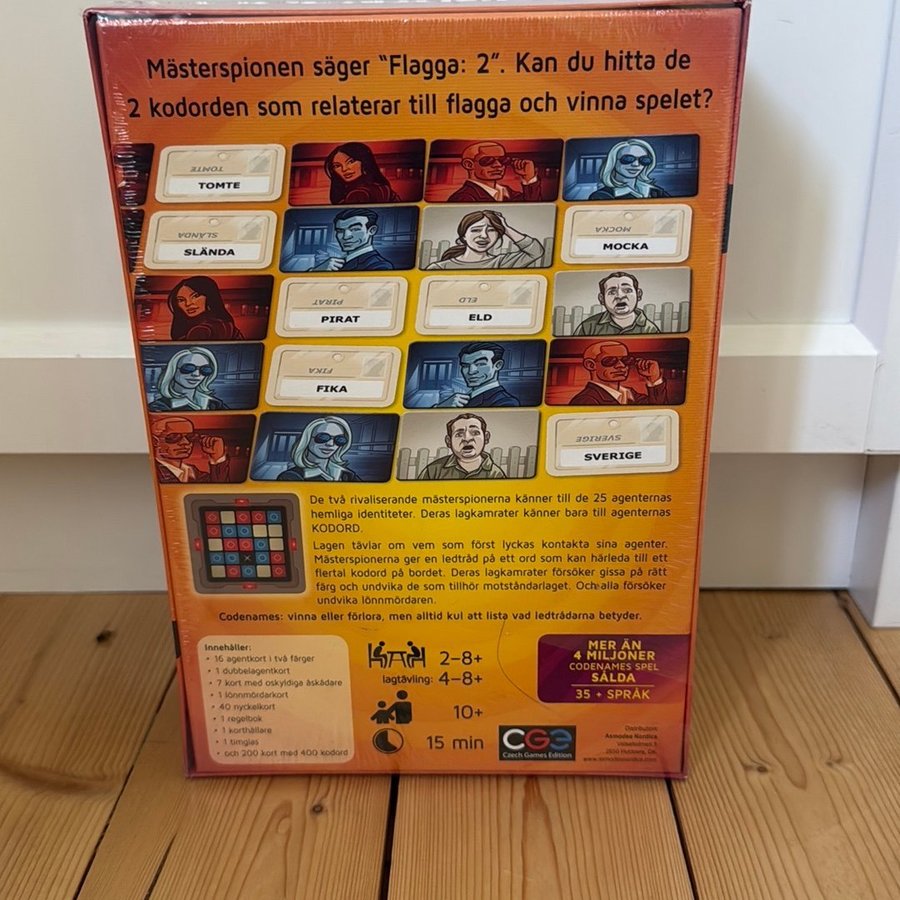 Mästerspionen säger "Flagga: 2". Kan du hitta de
2 kodorden som relaterar till flagga och vinna spelet?
TOMTE
TOMTE
SLÄNDA
SLÄNDA
MOCKA
MOCKA
PIRAT
PIRAT
ELD
ELD
FIKA
FIKA
SVERIGE
SVERIGE
De två rivaliserande mästerspionerna känner till de 25 agenternas
hemliga identiteter. Deras lagkamrater känner bara till agenternas
KODORD.
Lagen tävlar om vem som först lyckas kontakta sina agenter.
Mästerspionerna ger en ledtråd på ett ord som kan härleda till ett
flertal kodord på bordet. Deras lagkamrater försöker gissa på rätt
färg och undvika de som tillhör motståndarlaget. Och alla försöker
undvika lönnmördaren.
Codenames: vinna eller förlora, men alltid kul att lista vad ledtrådarna betyder.
Innehåller:
• 16 agentkort i två färger
• 1 dubbelagentkort
• 7 kort med oskyldiga åskådare
• 1 lönnmördarkort
• 40 nyckelkort
• 1 regelbok
• 1 korthållare
• 1 timglas
• och 200 kort med 400 kodord
2-8+
lagtävling: 4-8+
10+
15 min
CGE
Czech Games Edition
MER ÄN
4 MILJONER
CODENAMES SPEL
SÅLDA
35 + SPRÅK
Distributör:
Asmodee Nordics
2650 Hvidovre, DK
www.asmodeenordics.com